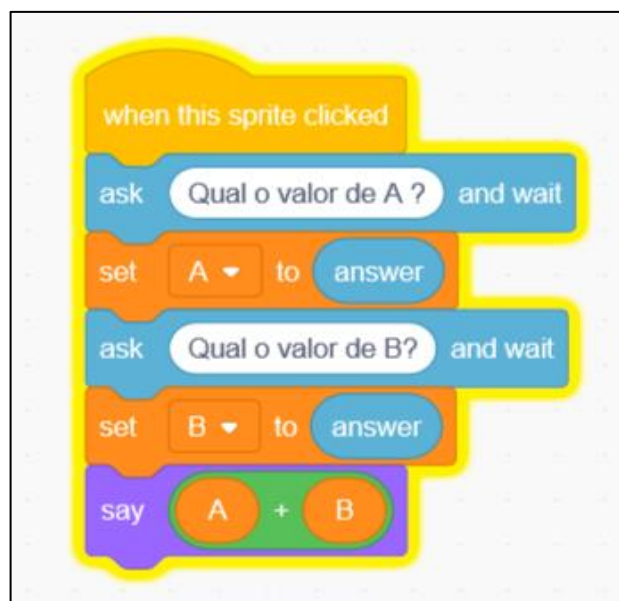 when this sprite clicked
ask Qual o valor de A ? and wait
set A to answer
ask Qual o valor de B? and wait
set B to answer
say A + B